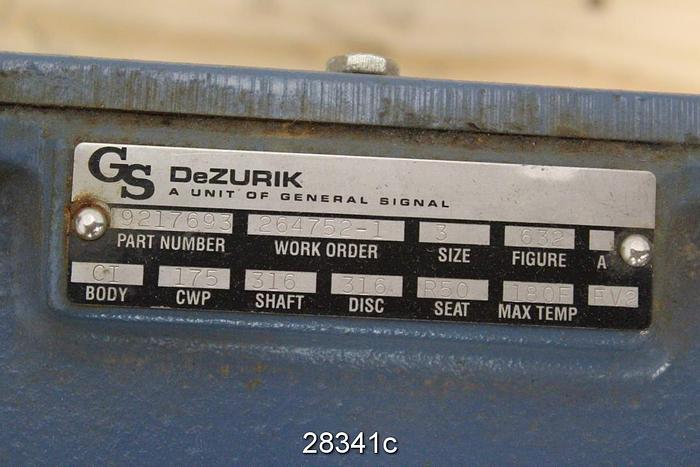 GS DeZURIK
A UNIT OF GENERAL SIGNAL
9217693 264752-1 3 632
PART NUMBER WORK ORDER SIZE FIGURE A
CI 175 316 316 R50 180F EV2
BODY CWP SHAFT DISC SEAT MAX TEMP
28341c